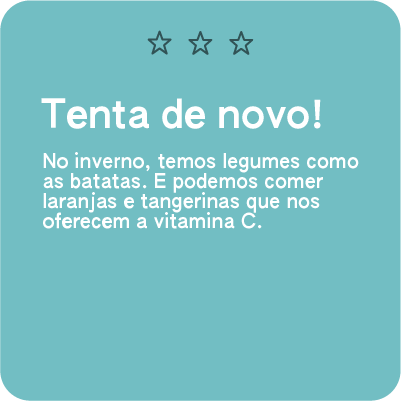 Tenta de novo!
No inverno, temos legumes como
as batatas. E podemos comer
laranjas e tangerinas que nos
oferecem a vitamina C.